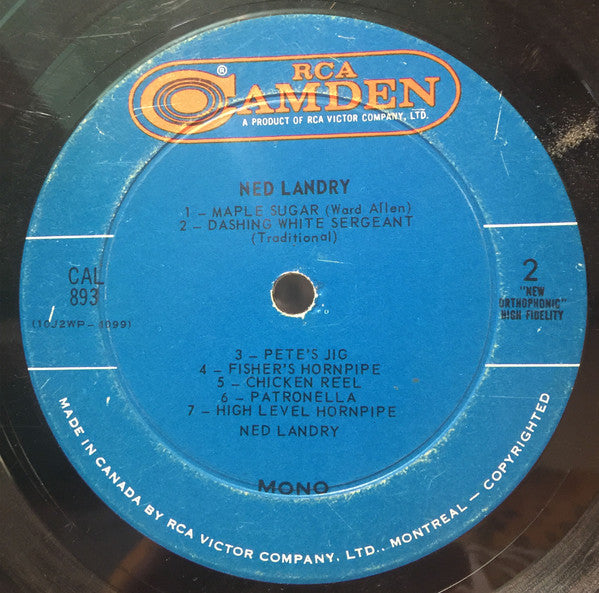 RCA
CAMDEN
®
A PRODUCT OF RCA VICTOR COMPANY, LTD.
NED LANDRY
1 – MAPLE SUGAR (Ward Allen)
2 – DASHING WHITE SERGEANT
(Traditional)
CAL
893
(10J2WP – 1099)
2
"NEW
ORTHOPHONIC"
HIGH FIDELITY
3 – PETE'S JIG
4 – FISHER'S HORNPIPE
5 – CHICKEN REEL
6 – PATRONELLA
7 – HIGH LEVEL HORNPIPE
NED LANDRY
MONO
MADE IN CANADA BY RCA VICTOR COMPANY, LTD., MONTREAL – COPYRIGHTED